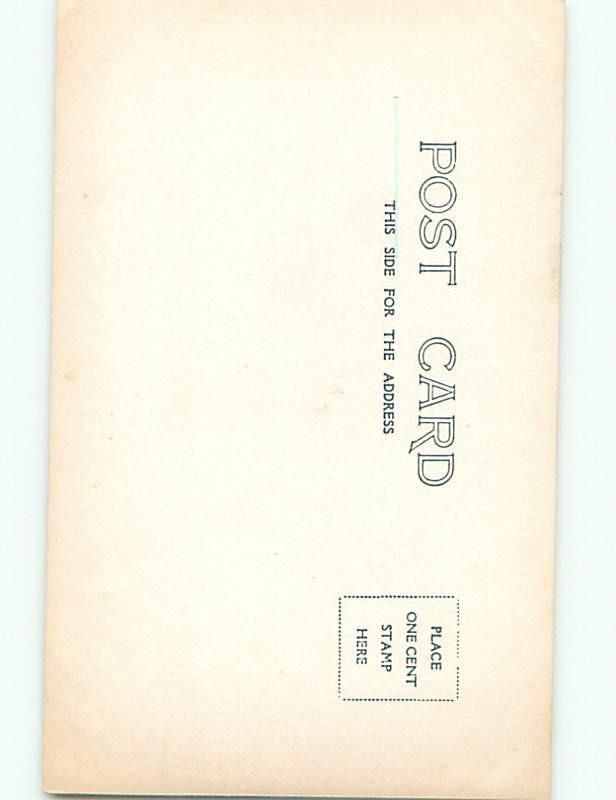 POST CARD
THIS SIDE FOR THE ADDRESS
PLACE
ONE CENT
STAMP
HERE